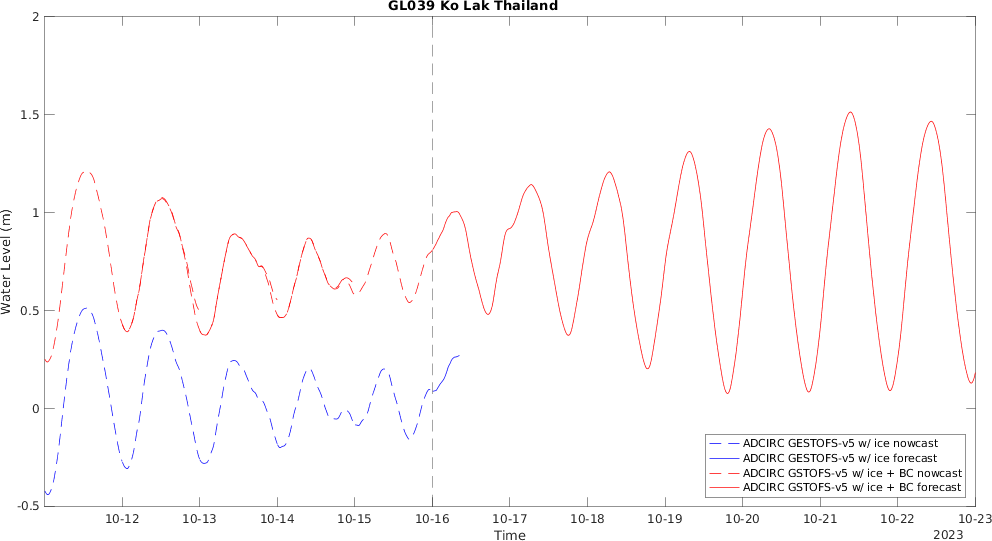 GL039 Ko Lak Thailand
Water Level (m)
2
1.5
1
0.5
0
-0.5
10-12
10-13
10-14
10-15
10-16
10-17
10-18
10-19
10-20
10-21
10-22
10-23
Time
2023
ADCIRC GESTOFS-v5 w/ ice nowcast
ADCIRC GESTOFS-v5 w/ ice forecast
ADCIRC GSTOFS-v5 w/ ice + BC nowcast
ADCIRC GSTOFS-v5 w/ ice + BC forecast